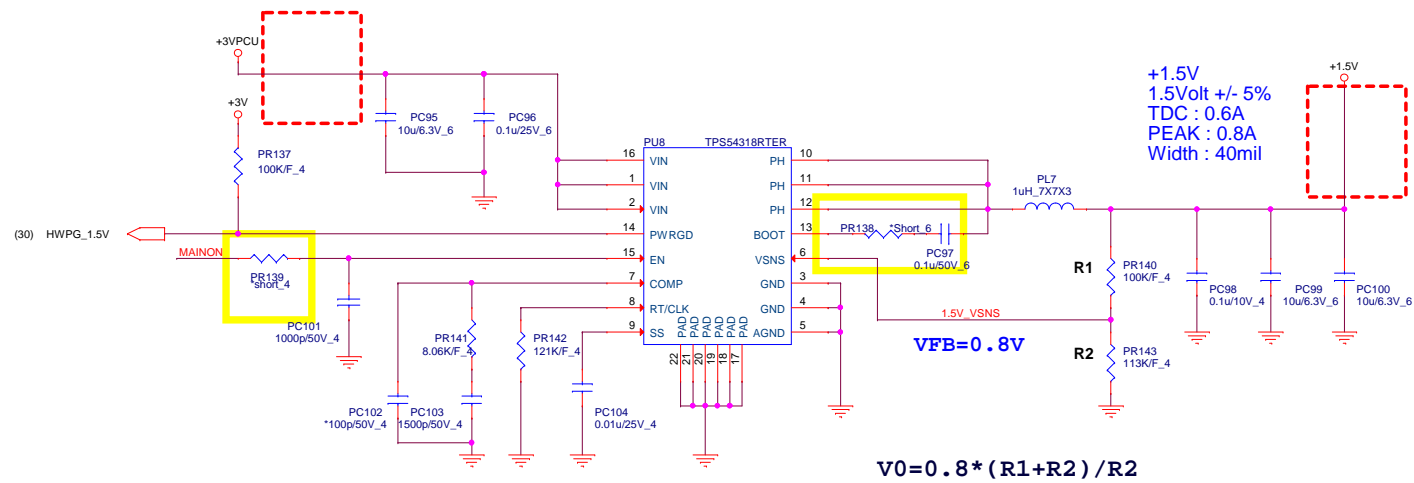 +3VPCU
+3V
PR137
100K/F_4
PC95
10u/6.3V_6
PC96
0.1u/25V_6
(30) HWPG_1.5V
MAINON
PR139
*short_4
PC101
1000p/50V_4
PU8
TPS54318RTER
16
VIN
1
VIN
2
VIN
14
PWRGD
15
EN
7
COMP
8
RT/CLK
9
SS
10
PH
11
PH
12
PH
13
BOOT
6
VSNS
3
GND
4
GND
5
AGND
PAD
PAD
PAD
PAD
PAD
PAD
22
21
20
19
18
17
PR141
8.06K/F_4
PR142
121K/F_4
PC102
*100p/50V_4
PC103
1500p/50V_4
PC104
0.01u/25V_4
PR138
*Short_6
PC97
0.1u/50V_6
PL7
1uH_7X7X3
+1.5V
1.5Volt +/- 5%
TDC : 0.6A
PEAK : 0.8A
Width : 40mil
+1.5V
R1
PR140
100K/F_4
1.5V_VSNS
VFB=0.8V
R2
PR143
113K/F_4
PC98
0.1u/10V_4
PC99
10u/6.3V_6
PC100
10u/6.3V_6
V0=0.8*(R1+R2)/R2